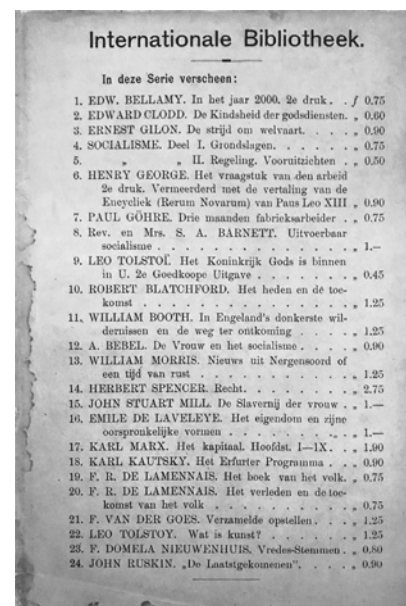 Internationale Bibliotheek.
In deze Serie verscheen:
1. EDW. BELLAMY. In het jaar 2000. 2e druk. . ƒ 0.75
2. EDWARD CLODD. De Kindsheid der godsdiensten. „ 0.60
3. ERNEST GILON. De strijd om welvaart. . . . . „ 0.90
4. SOCIALISME. Deel I. Grondslagen. . . . . „ 0.75
5. „ „ II. Regeling. Vooruitzichten . „ 0.50
6. HENRY GEORGE. Het vraagstuk van den arbeid
2e druk. Vermeerderd met de vertaling van de
Encycliek (Rerum Novarum) van Paus Leo XIII „ 0.90
7. PAUL GÖHRE. Drie maanden fabrieksarbeider . „ 0.75
8. Rev. en Mrs. S. A. BARNETT. Uitvoerbaar
socialisme . . . . . . . . . . . . . . „ 1.—
9. LEO TOLSTOÏ. Het Koninkrijk Gods is binnen
in U. 2e Goedkoope Uitgave . . . . . . „ 0.45
10. ROBERT BLATCHFORD. Het heden en de toe-
komst . . . . . . . . . . . . . . . „ 1.25
11. WILLIAM BOOTH. In Engeland's donkerste wil-
dernissen en de weg ter ontkoming . . . . „ 1.25
12. A. BEBEL. De Vrouw en het socialisme . . . „ 0.90
13. WILLIAM MORRIS. Nieuws uit Nergensoord of
een tijd van rust . . . . . . . . . . . „ 1.25
14. HERBERT SPENCER. Recht. . . . . . . . „ 2.75
15. JOHN STUART MILL. De Slavernij der vrouw . „ 1.—
16. EMILE DE LAVELEYE. Het eigendom en zijne
oorspronkelijke vormen . . . . . . . . . „ 1.—
17. KARL MARX. Het kapitaal. Hoofdst. I—IX. . „ 1.90
18. KARL KAUTSKY. Het Erfurter Programma . . „ 0.90
19. F. R. DE LAMENNAIS. Het boek van het volk. „ 0.75
20. F. R. DE LAMENNAIS. Het verleden en de toe-
komst van het volk . . . . . . . . . . „ 0.75
21. F. VAN DER GOES. Verzamelde opstellen . . . „ 1.25
22. LEO TOLSTOY. Wat is kunst? . . . . . . „ 1.25
23. F. DOMELA NIEUWENHUIS. Vredes-Stemmen . „ 0.80
24. JOHN RUSKIN. „De Laatstgekomenen". . . . . „ 0.90